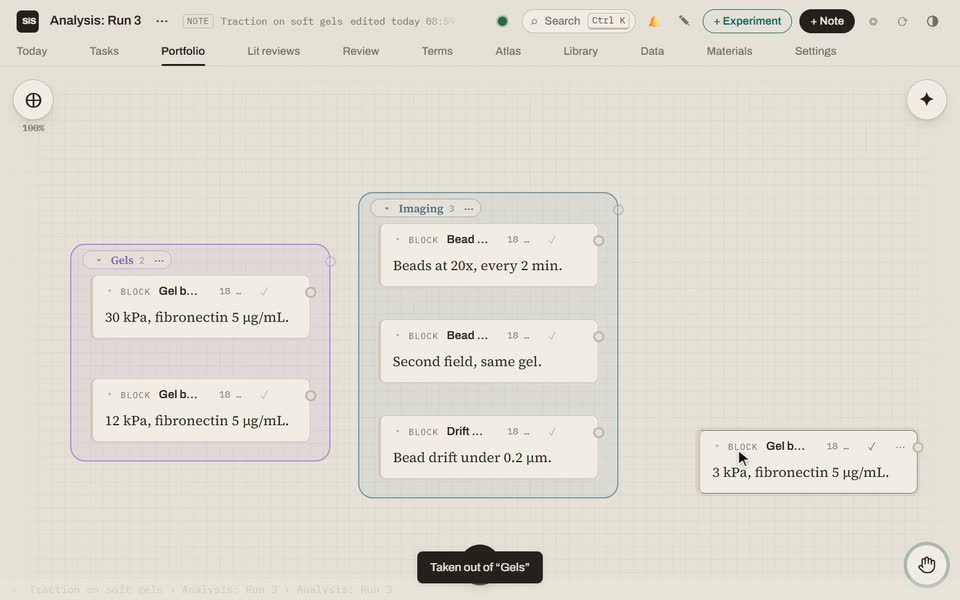 SIS Analysis: Run 3 ··· NOTE Traction on soft gels edited today 08:59 Search Ctrl K + Experiment + Note
Today Tasks Portfolio Lit reviews Review Terms Atlas Library Data Materials Settings
100%
Imaging 3 ···
BLOCK Bead ... 18 …
Beads at 20x, every 2 min.
Gels 2 ···
BLOCK Gel b... 18 …
30 kPa, fibronectin 5 µg/mL.
BLOCK Bead ... 18 …
Second field, same gel.
BLOCK Gel b... 18 …
12 kPa, fibronectin 5 µg/mL.
BLOCK Drift ... 18 …
Bead drift under 0.2 µm.
BLOCK Gel b... 18 … ···
3 kPa, fibronectin 5 µg/mL.
Taken out of “Gels”
Traction on soft gels › Analysis: Run 3 › Analysis: Run 3